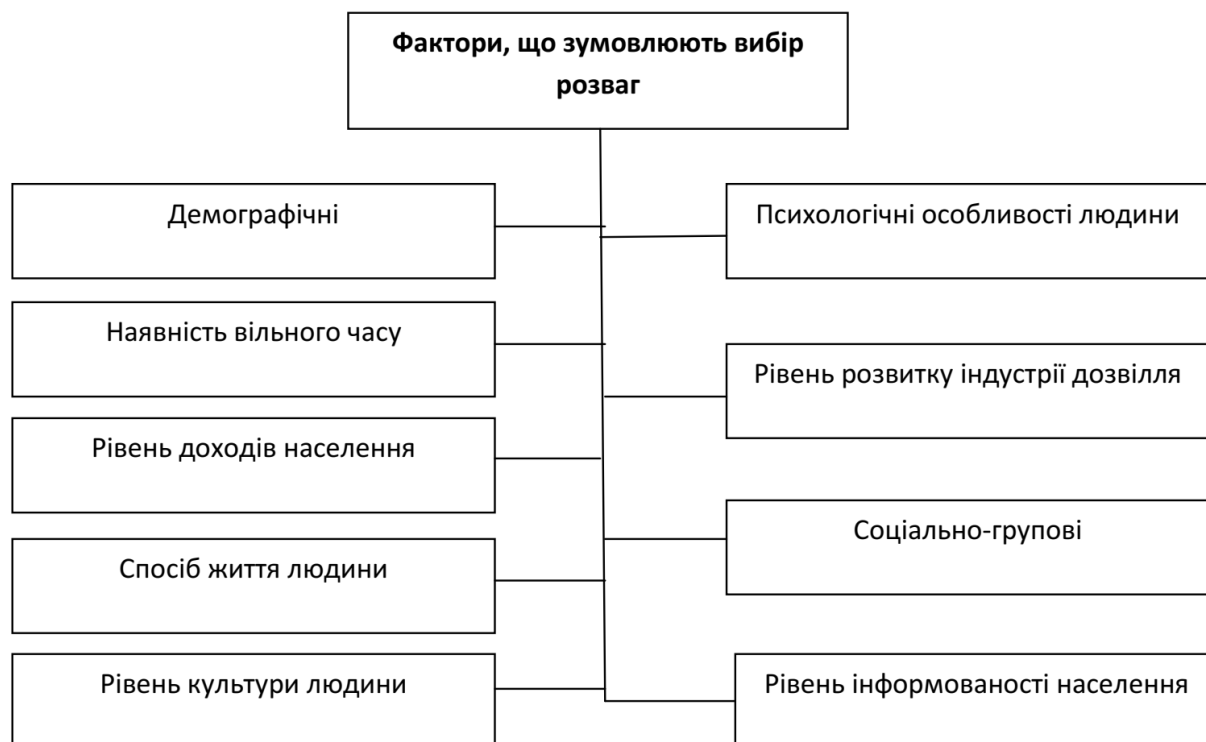 Фактори, що зумовлюють вибір
розваг
Демографічні
Наявність вільного часу
Рівень доходів населення
Спосіб життя людини
Рівень культури людини
Психологічні особливості людини
Рівень розвитку індустрії дозвілля
Соціально-групові
Рівень інформованості населення